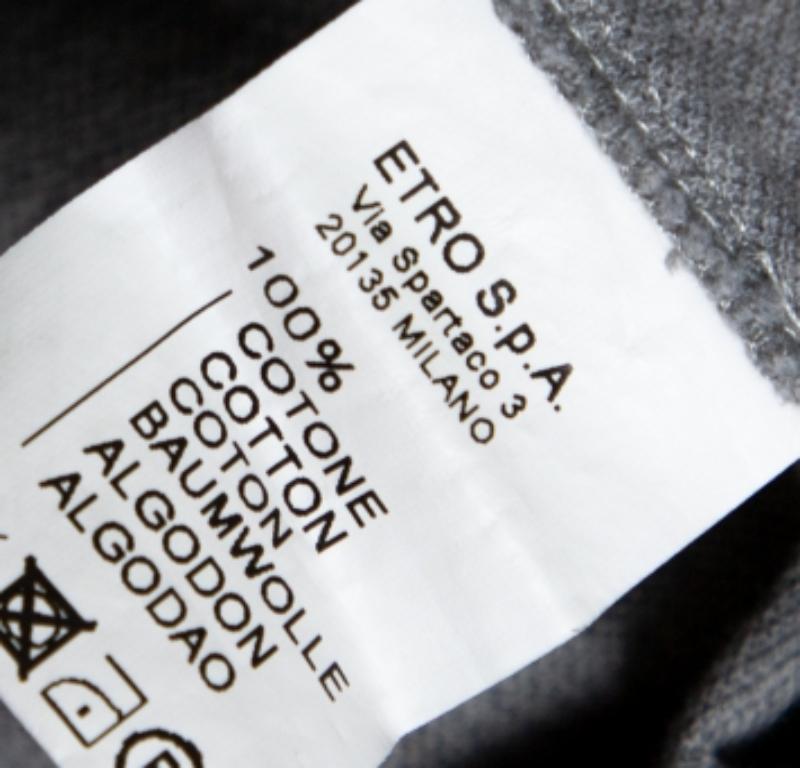 ETRO S.p.A.
Via Spartaco 3
20135 MILANO
100%
COTONE
COTTON
COTON
BAUMWOLLE
ALGODON
ALGODAO